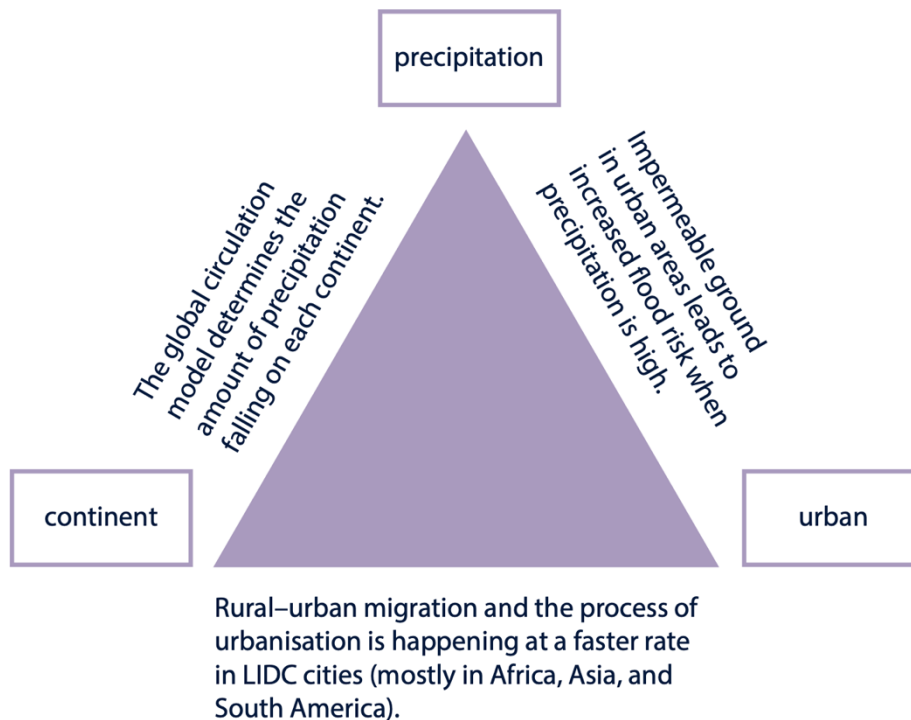 precipitation
The global circulation
model determines the
amount of precipitation
falling on each continent.
Impermeable ground
in urban areas leads to
increased flood risk when
precipitation is high.
continent
urban
Rural–urban migration and the process of
urbanisation is happening at a faster rate
in LIDC cities (mostly in Africa, Asia, and
South America).